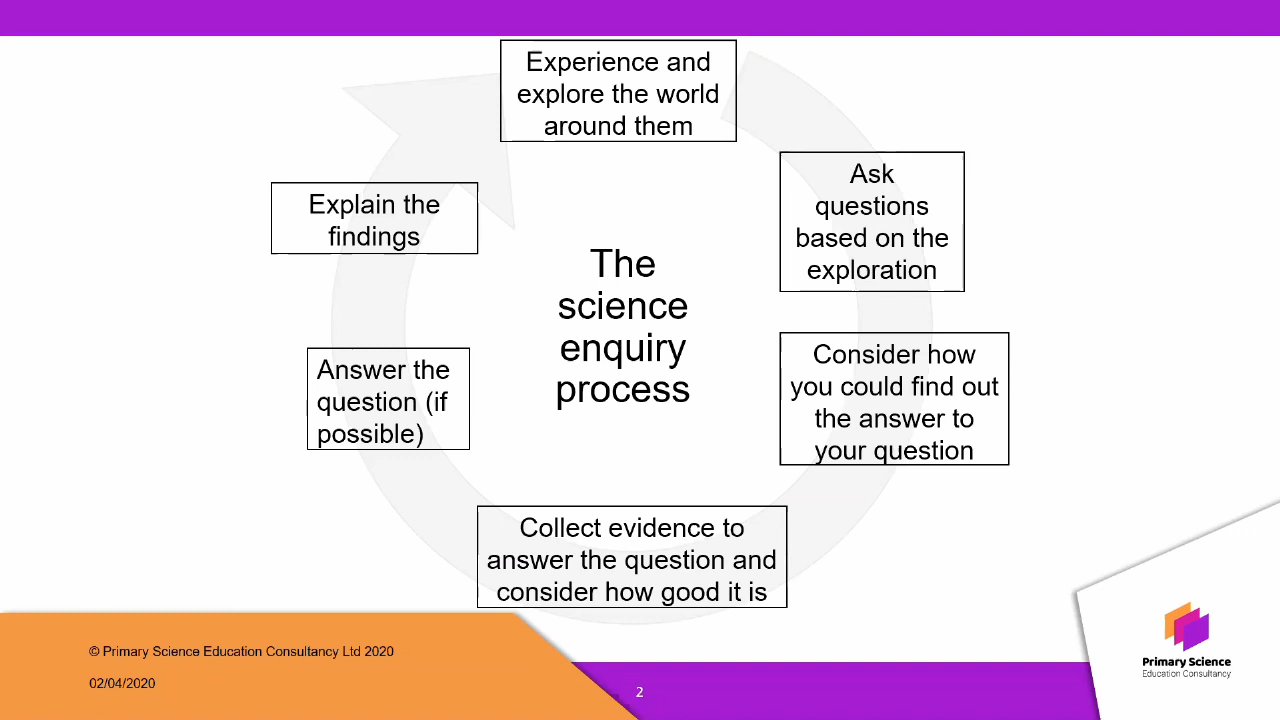 Experience and
explore the world
around them
Ask
questions
based on the
exploration
Consider how
you could find out
the answer to
your question
Collect evidence to
answer the question and
consider how good it is
Answer the
question (if
possible)
Explain the
findings
The
science
enquiry
process
© Primary Science Education Consultancy Ltd 2020
02/04/2020
2
Primary Science
Education Consultancy